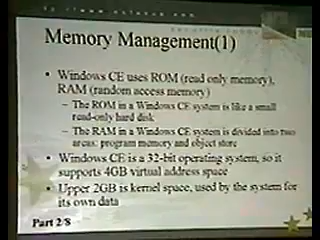 Memory Management(1)
• Windows CE uses ROM (read only memory),
RAM (random access memory)
– The ROM in a Windows CE system is like a small
read-only hard disk
– The RAM in a Windows CE system is divided into two
areas: program memory and object store
• Windows CE is a 32-bit operating system, so it
supports 4GB virtual address space
• Upper 2GB is kernel space, used by the system for
its own data
Part 2/8